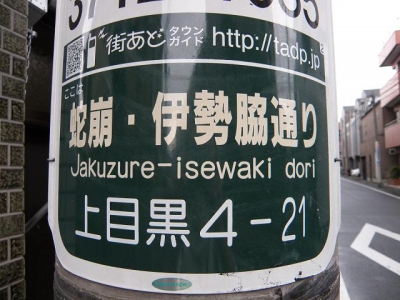 街あど タウンガイド http://tadp.jp
ここは
蛇崩・伊勢脇通り
Jakuzure-isewaki dori
上目黒4-21